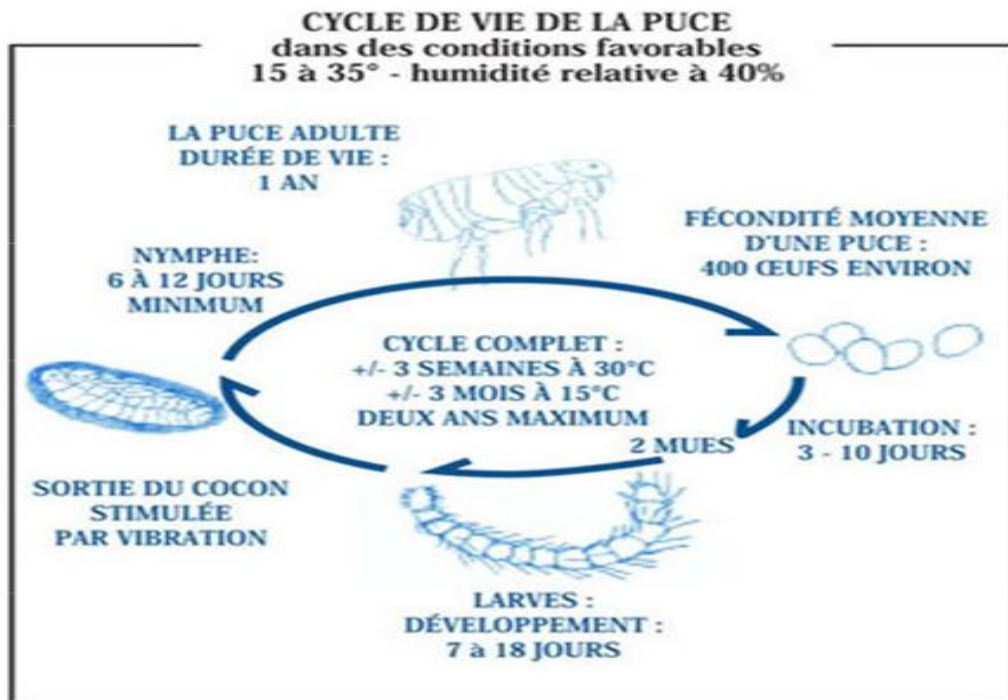 CYCLE DE VIE DE LA PUCE
dans des conditions favorables
15 à 35° - humidité relative à 40%
LA PUCE ADULTE
DURÉE DE VIE :
1 AN
FÉCONDITÉ MOYENNE
D'UNE PUCE :
400 ŒUFS ENVIRON
NYMPHE:
6 À 12 JOURS
MINIMUM
CYCLE COMPLET :
+/- 3 SEMAINES À 30°C
+/- 3 MOIS À 15°C
DEUX ANS MAXIMUM
2 MUES
INCUBATION :
3 - 10 JOURS
SORTIE DU COCON
STIMULÉE
PAR VIBRATION
LARVES :
DÉVELOPPEMENT :
7 à 18 JOURS